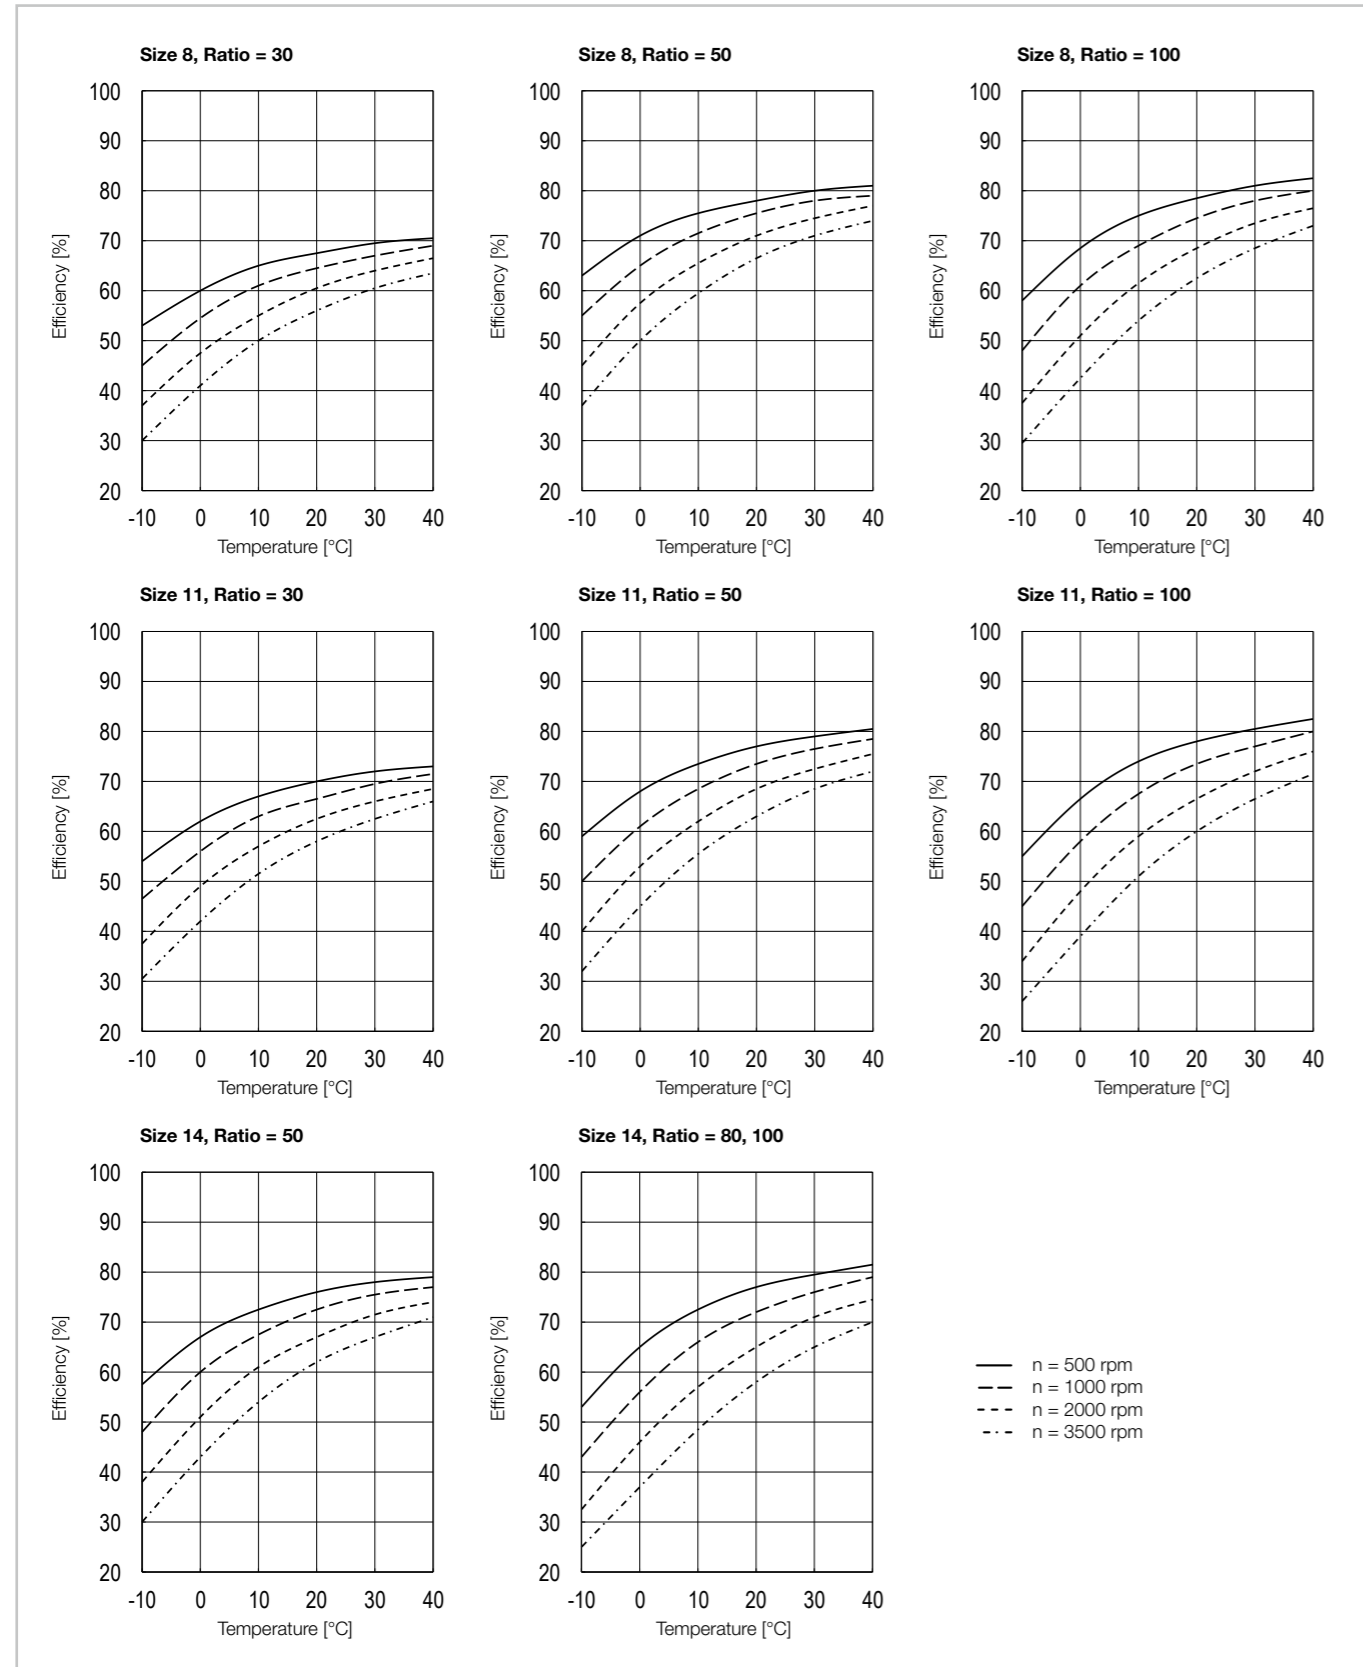 Size 8, Ratio = 30
100
90
80
70
60
50
40
30
20
Efficiency [%]
-10 0 10 20 30 40
Temperature [°C]
Size 8, Ratio = 50
100
90
80
70
60
50
40
30
20
Efficiency [%]
-10 0 10 20 30 40
Temperature [°C]
Size 8, Ratio = 100
100
90
80
70
60
50
40
30
20
Efficiency [%]
-10 0 10 20 30 40
Temperature [°C]
Size 11, Ratio = 30
100
90
80
70
60
50
40
30
20
Efficiency [%]
-10 0 10 20 30 40
Temperature [°C]
Size 11, Ratio = 50
100
90
80
70
60
50
40
30
20
Efficiency [%]
-10 0 10 20 30 40
Temperature [°C]
Size 11, Ratio = 100
100
90
80
70
60
50
40
30
20
Efficiency [%]
-10 0 10 20 30 40
Temperature [°C]
Size 14, Ratio = 50
100
90
80
70
60
50
40
30
20
Efficiency [%]
-10 0 10 20 30 40
Temperature [°C]
Size 14, Ratio = 80, 100
100
90
80
70
60
50
40
30
20
Efficiency [%]
-10 0 10 20 30 40
Temperature [°C]
n = 500 rpm
n = 1000 rpm
n = 2000 rpm
n = 3500 rpm